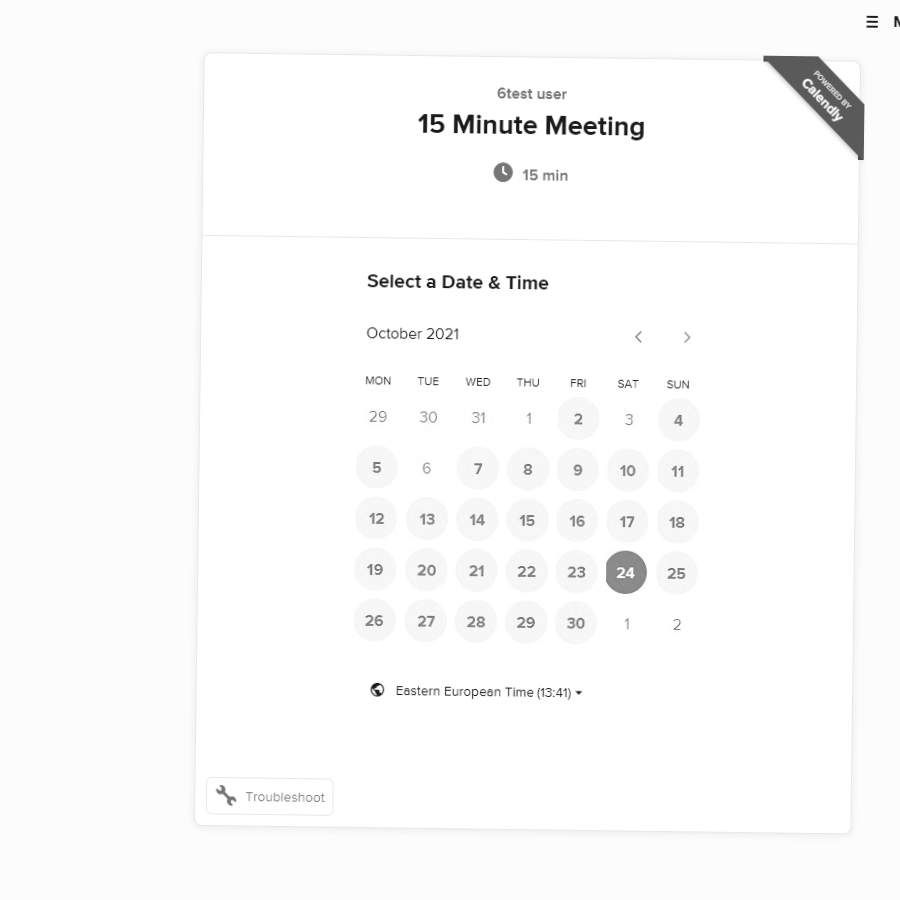 6test user
POWERED BY
Calendly
15 Minute Meeting
15 min
Select a Date & Time
October 2021
MON TUE WED THU FRI SAT SUN
29 30 31 1 2 3 4
5 6 7 8 9 10 11
12 13 14 15 16 17 18
19 20 21 22 23 24 25
26 27 28 29 30 1 2
Eastern European Time (13:41)
Troubleshoot